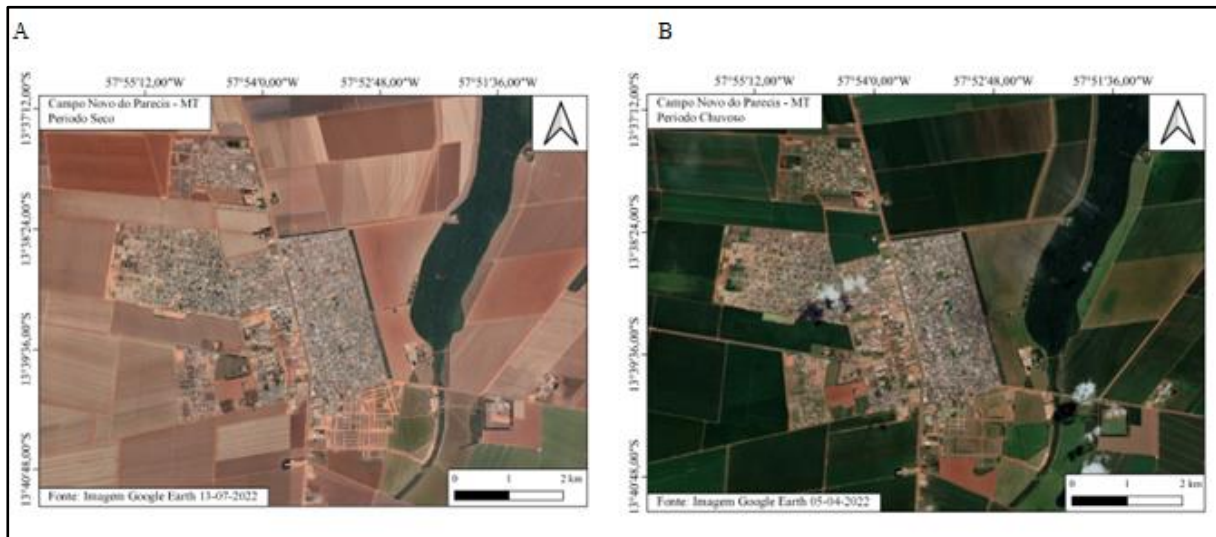 A
57°55'12,00"W 57°54'0,00"W 57°52'48,00"W 57°51'36,00"W
13°37'12,00"S
13°38'24,00"S
13°39'36,00"S
13°40'48,00"S
Campo Novo do Parecis - MT
Periodo Seco
0 1 2 km
Fonte: Imagem Google Earth 13-07-2022
B
57°55'12,00"W 57°54'0,00"W 57°52'48,00"W 57°51'36,00"W
13°37'12,00"S
13°38'24,00"S
13°39'36,00"S
13°40'48,00"S
Campo Novo do Parecis - MT
Periodo Chuvoso
0 1 2 km
Fonte: Imagem Google Earth 05-04-2022